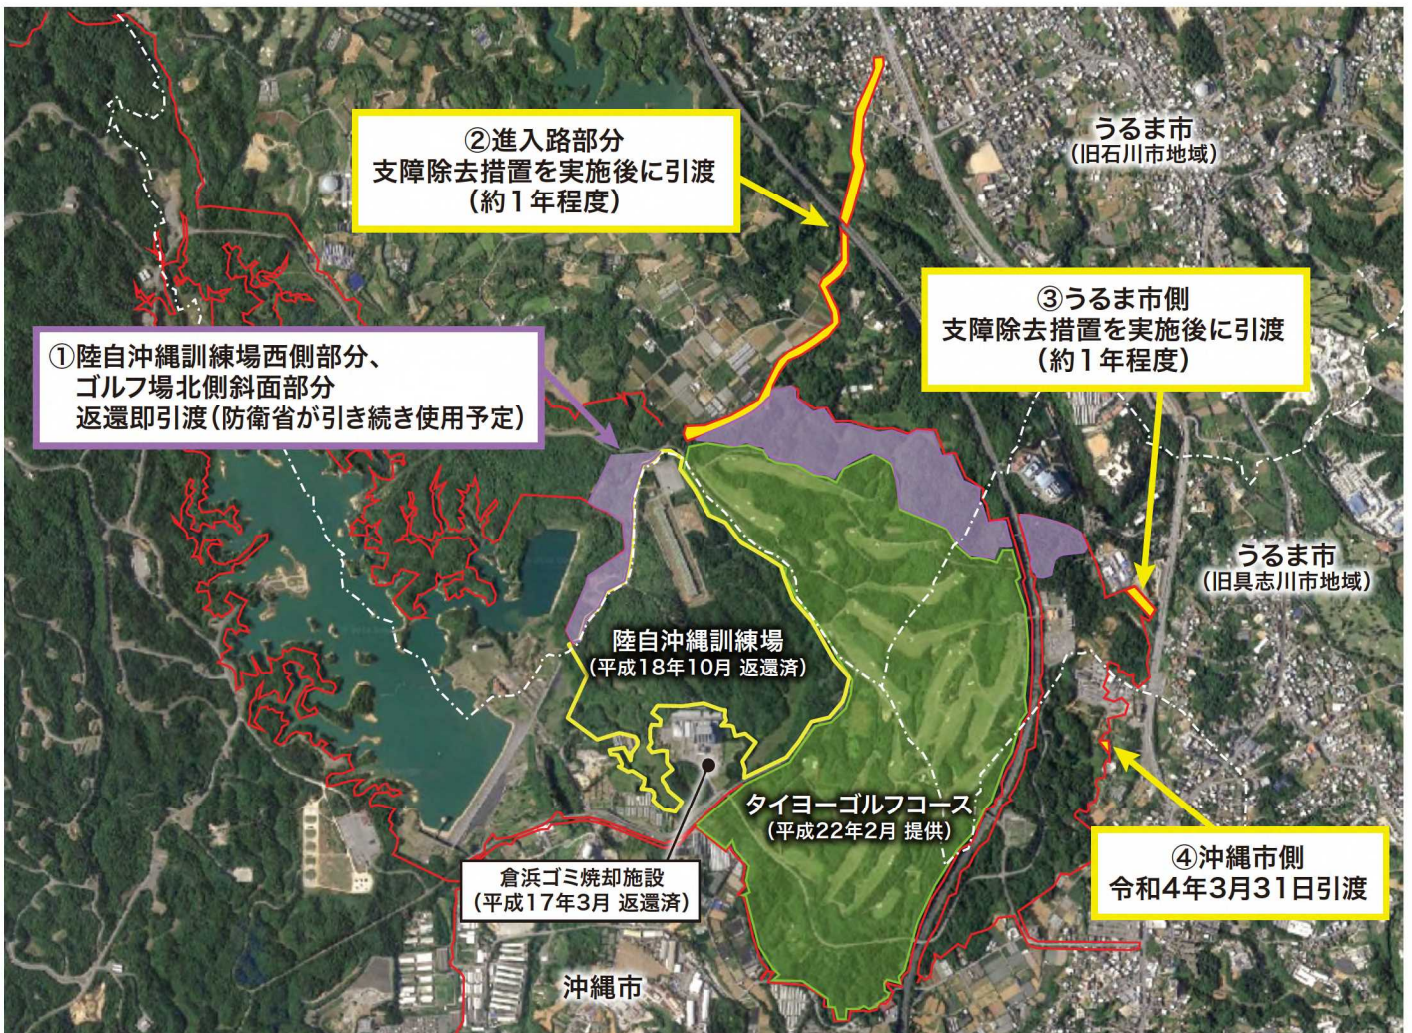 ②進入路部分
支障除去措置を実施後に引渡
（約1年程度）
うるま市
（旧石川市地域）
③うるま市側
支障除去措置を実施後に引渡
（約1年程度）
①陸自沖縄訓練場西側部分、
ゴルフ場北側斜面部分
返還即引渡（防衛省が引き続き使用予定）
うるま市
（旧具志川市地域）
陸自沖縄訓練場
（平成18年10月 返還済）
タイヨーゴルフコース
（平成22年2月 提供）
④沖縄市側
令和4年3月31日引渡
倉浜ゴミ焼却施設
（平成17年3月 返還済）
沖縄市